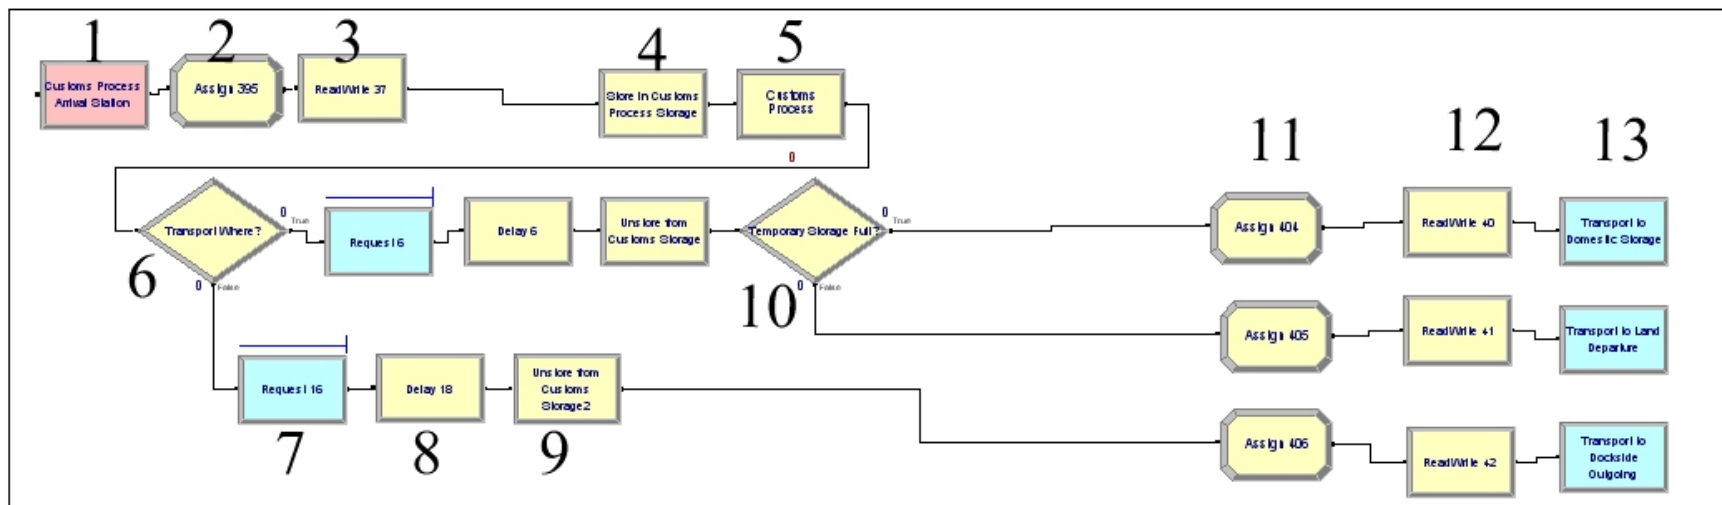 1
2
3
4
5
Customs Process
Arrival Station
Assign 395
ReadWrite 37
Store in Customs
Process Storage
Customs
Process
0
11
12
13
Transport Where?
0
True
Request 6
Delay 6
Unstore from
Customs Storage
Temporary Storage Full?
0
True
Assign 404
ReadWrite 40
Transport to
Domestic Storage
6
0
False
10
0
False
Assign 405
ReadWrite 41
Transport to Land
Departure
Request 16
Delay 18
Unstore from
Customs
Storage2
7
8
9
Assign 406
ReadWrite 42
Transport to
Dockside
Outgoing